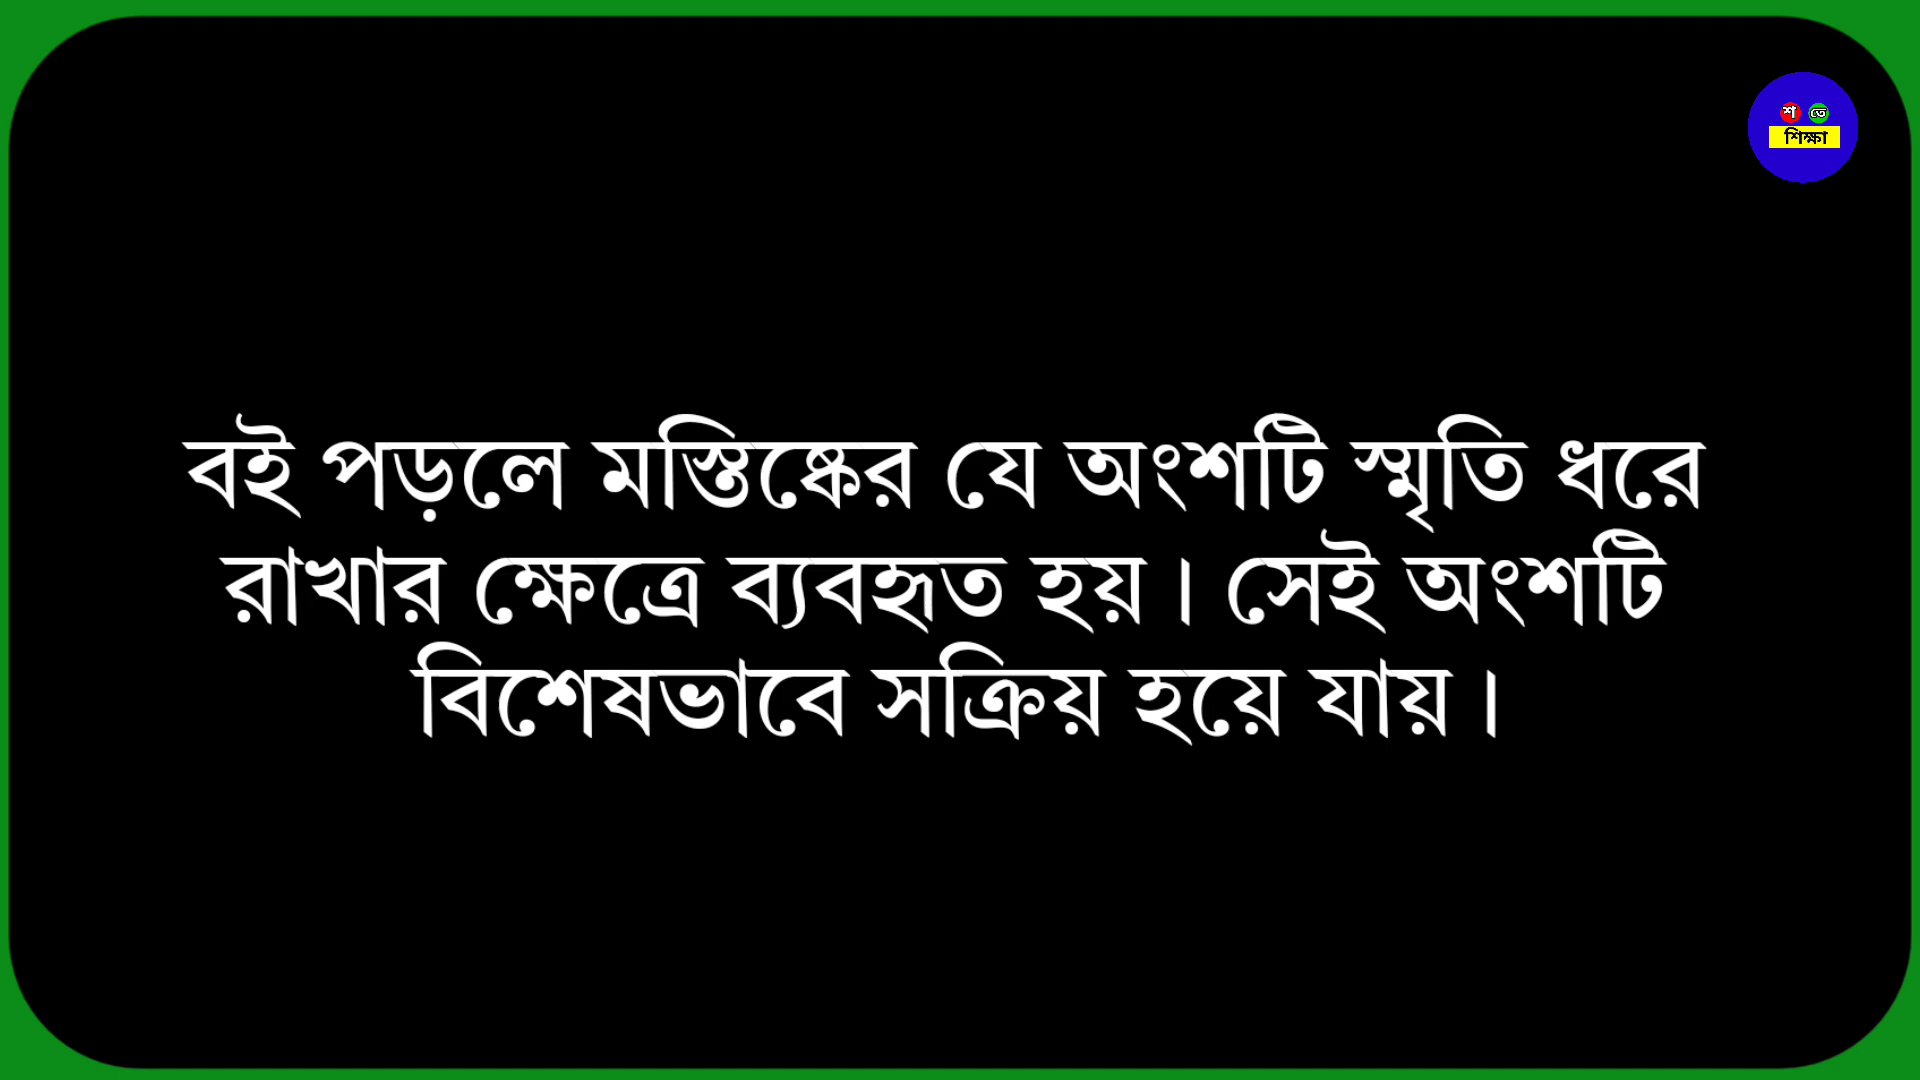 শ তে
শিক্ষা
বই পড়লে মস্তিষ্কের যে অংশটি স্মৃতি ধরে
রাখার ক্ষেত্রে ব্যবহৃত হয়। সেই অংশটি
বিশেষভাবে সক্রিয় হয়ে যায়।